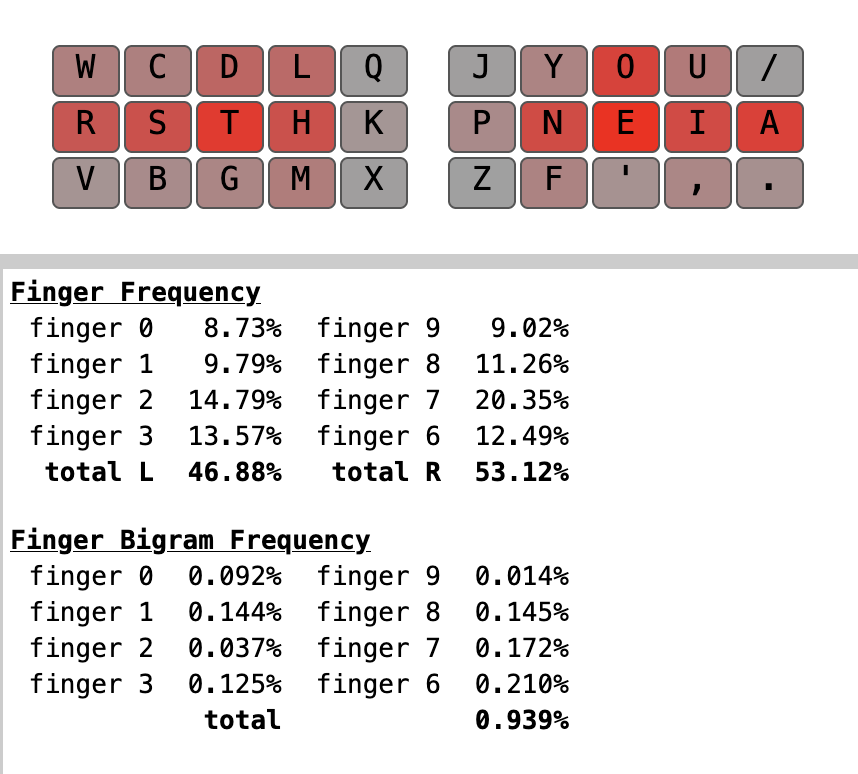 W C D L Q J Y O U /
R S T H K P N E I A
V B G M X Z F ' , .
Finger Frequency
finger 0 8.73% finger 9 9.02%
finger 1 9.79% finger 8 11.26%
finger 2 14.79% finger 7 20.35%
finger 3 13.57% finger 6 12.49%
total L 46.88% total R 53.12%
Finger Bigram Frequency
finger 0 0.092% finger 9 0.014%
finger 1 0.144% finger 8 0.145%
finger 2 0.037% finger 7 0.172%
finger 3 0.125% finger 6 0.210%
total 0.939%